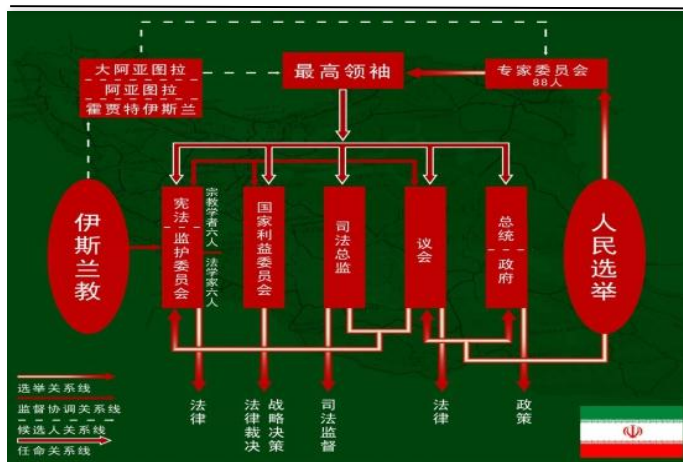 大阿亚图拉
阿亚图拉
霍贾特伊斯兰
最高领袖
专家委员会
88人
伊斯兰教
宪法监护委员会
宗教学者六人
法学家六人
国家利益委员会
司法总监
议会
总统
政府
人民选举
法律
法律裁决
战略决策
司法监督
法律
政策
选举关系线
监督协调关系线
候选人关系线
任命关系线